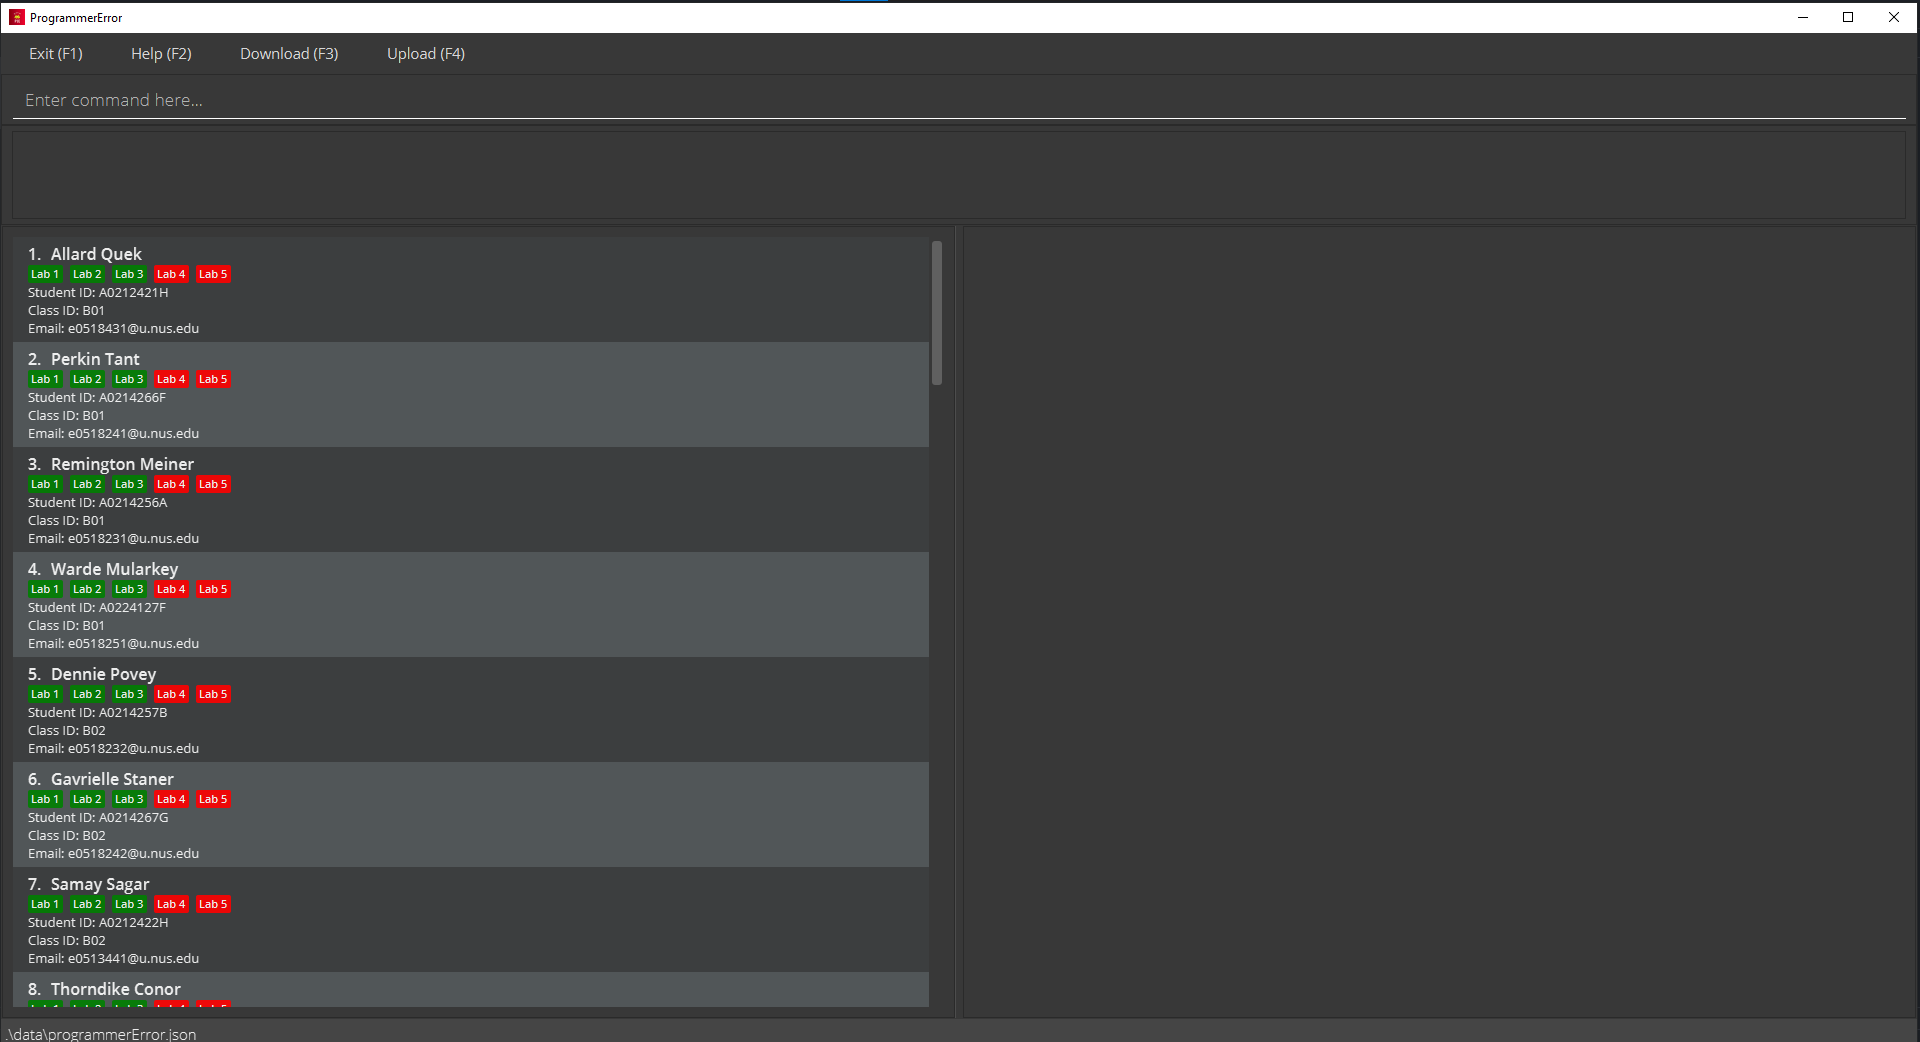 ProgrammerError
Exit (F1) Help (F2) Download (F3) Upload (F4)
Enter command here...
1. Allard Quek
Lab 1 Lab 2 Lab 3 Lab 4 Lab 5
Student ID: A0212421H
Class ID: B01
Email: e0518431@u.nus.edu
2. Perkin Tant
Lab 1 Lab 2 Lab 3 Lab 4 Lab 5
Student ID: A0214266F
Class ID: B01
Email: e0518241@u.nus.edu
3. Remington Meiner
Lab 1 Lab 2 Lab 3 Lab 4 Lab 5
Student ID: A0214256A
Class ID: B01
Email: e0518231@u.nus.edu
4. Warde Mularkey
Lab 1 Lab 2 Lab 3 Lab 4 Lab 5
Student ID: A0224127F
Class ID: B01
Email: e0518251@u.nus.edu
5. Dennie Povey
Lab 1 Lab 2 Lab 3 Lab 4 Lab 5
Student ID: A0214257B
Class ID: B02
Email: e0518232@u.nus.edu
6. Gavrielle Staner
Lab 1 Lab 2 Lab 3 Lab 4 Lab 5
Student ID: A0214267G
Class ID: B02
Email: e0518242@u.nus.edu
7. Samay Sagar
Lab 1 Lab 2 Lab 3 Lab 4 Lab 5
Student ID: A0212422H
Class ID: B02
Email: e0513441@u.nus.edu
8. Thorndike Conor
.\data\programmerError.json